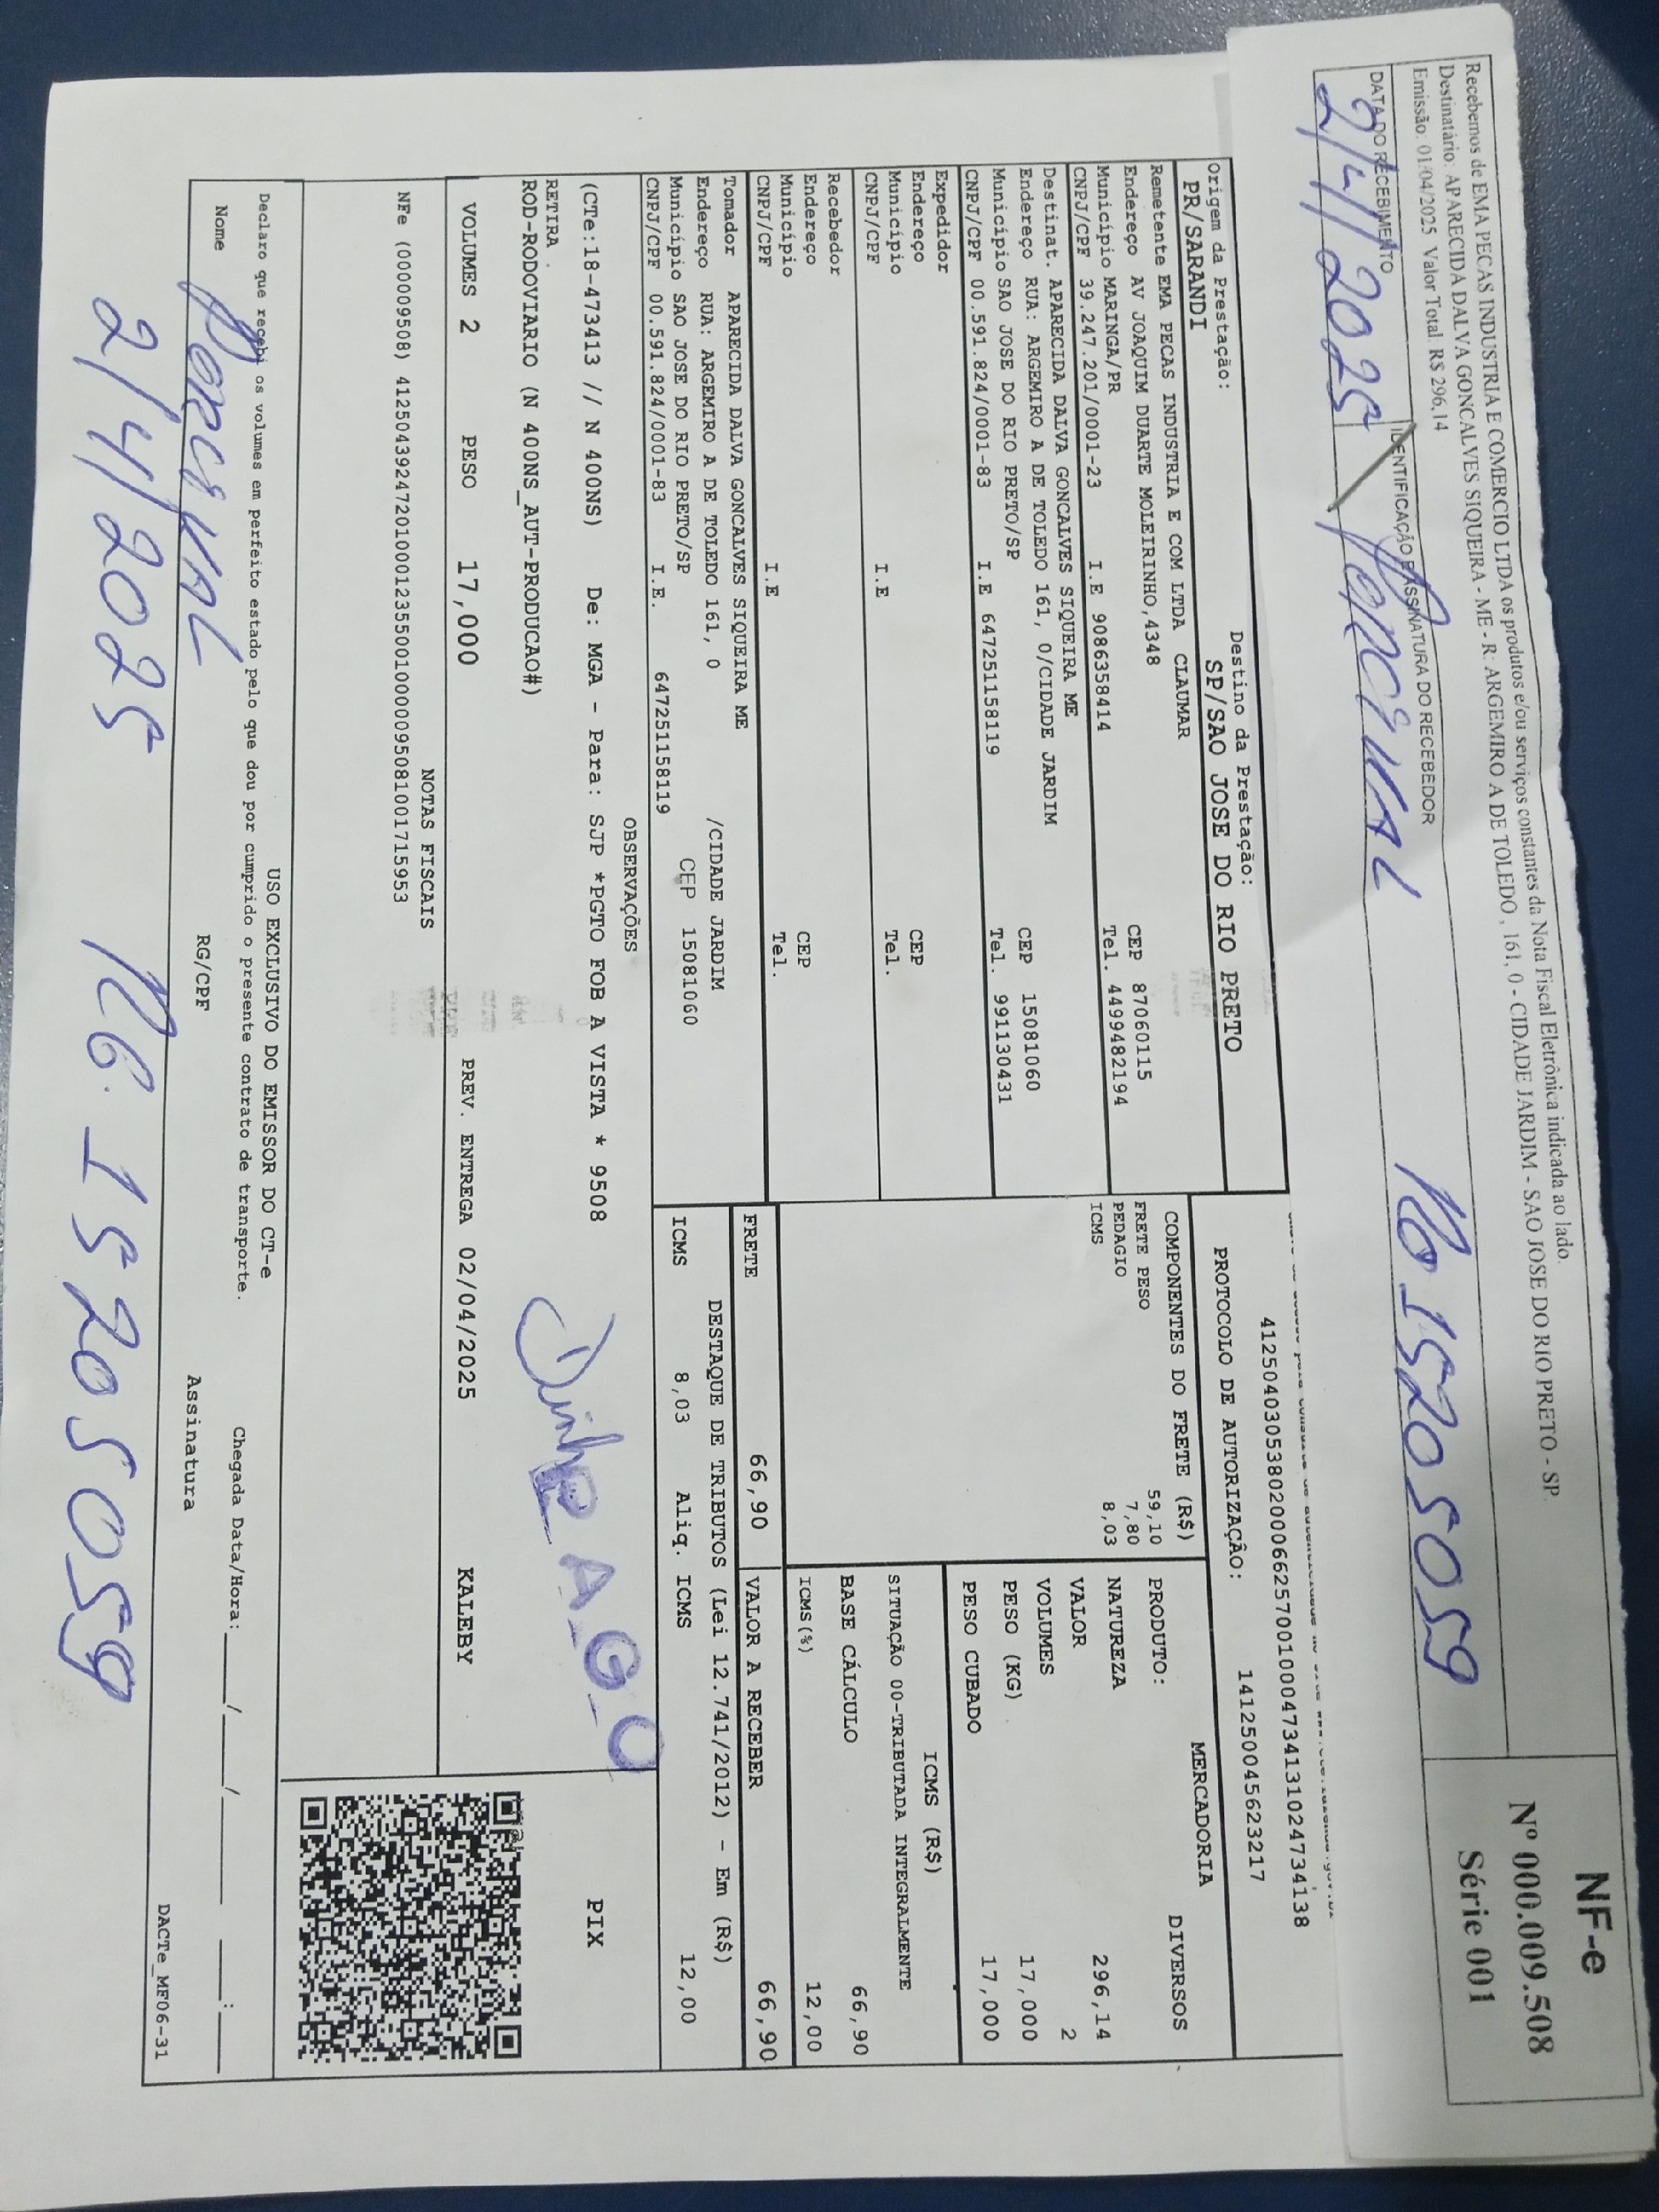 Recebemos de EMA PECAS INDUSTRIA E COMERCIO LTDA os produtos e/ou serviços constantes da Nota Fiscal Eletrônica indicada ao lado.
Destinatário: APARECIDA DALVA GONCALVES SIQUEIRA - ME - R: ARGEMIRO A DE TOLEDO, 161, 0 - CIDADE JARDIM - SAO JOSE DO RIO PRETO - SP.
Emissão: 01/04/2025 Valor Total: R$ 296,14
NF-e
Nº 000.009.508
Série 001
DATA DO RECEBIMENTO
IDENTIFICAÇÃO E ASSINATURA DO RECEBEDOR
2/4/2025 Percival RG 15205059
41250403053802000662570010004734131024734138
PROTOCOLO DE AUTORIZAÇÃO: 141250045623217
Origem da Prestação:
PR/SARANDI
Destino da Prestação:
SP/SAO JOSE DO RIO PRETO
Remetente EMA PECAS INDUSTRIA E COM LTDA CLAUMAR
Endereço AV JOAQUIM DUARTE MOLEIRINHO,4348 CEP 87060115
Município MARINGA/PR Tel. 44999482194
CNPJ/CPF 39.247.201/0001-23 I.E 9086358414
Destinat. APARECIDA DALVA GONCALVES SIQUEIRA ME
Endereço RUA: ARGEMIRO A DE TOLEDO 161, 0/CIDADE JARDIM CEP 15081060
Município SAO JOSE DO RIO PRETO/SP Tel. 991130431
CNPJ/CPF 00.591.824/0001-83 I.E 647251158119
Expedidor
Endereço CEP
Município Tel.
CNPJ/CPF I.E
Recebedor
Endereço CEP
Município Tel.
CNPJ/CPF I.E
Tomador APARECIDA DALVA GONCALVES SIQUEIRA ME
Endereço RUA: ARGEMIRO A DE TOLEDO 161, 0 /CIDADE JARDIM
Município SAO JOSE DO RIO PRETO/SP CEP 15081060
CNPJ/CPF 00.591.824/0001-83 I.E. 647251158119
COMPONENTES DO FRETE (R$)
FRETE PESO 59,10
PEDAGIO 7,80
ICMS 8,03
MERCADORIA
PRODUTO: DIVERSOS
NATUREZA
VALOR 296,14
VOLUMES 2
PESO (KG) 17,000
PESO CUBADO 17,000
ICMS (R$)
SITUAÇÃO 00-TRIBUTADA INTEGRALMENTE
BASE CÁLCULO 66,90
ICMS(%) 12,00
FRETE 66,90
VALOR A RECEBER 66,90
DESTAQUE DE TRIBUTOS (Lei 12.741/2012) - Em (R$)
ICMS 8,03 Aliq. ICMS 12,00
OBSERVAÇÕES
(CTe:18-473413 // N 400NS) De: MGA - Para: SJP *PGTO FOB A VISTA * 9508
RETIRA
ROD-RODOVIARIO (N 400NS_AUT-PRODUCAO#)
PAGO
PIX
VOLUMES 2 PESO 17,000 PREV. ENTREGA 02/04/2025 KALEBY
NOTAS FISCAIS
NFe (000009508) 41250439247201000123550010000095081001715953
USO EXCLUSIVO DO EMISSOR DO CT-e
Declaro que recebi os volumes em perfeito estado pelo que dou por cumprido o presente contrato de transporte. Chegada Data/Hora: ___/___/____ __:__
Nome Percival RG/CPF Assinatura
DACTe_MF06-31
2/4/2025 RG. 15205059